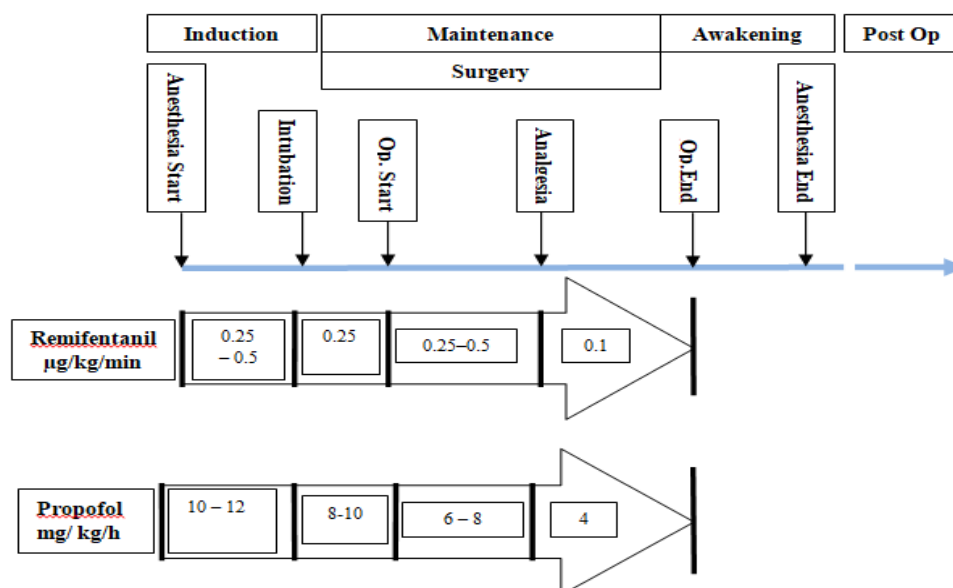 Induction
Maintenance
Awakening
Post Op
Surgery
Anesthesia Start
Intubation
Op. Start
Analgesia
Op.End
Anesthesia End
Remifentanil
µg/kg/min
0.25
– 0.5
0.25
0.25–0.5
0.1
Propofol
mg/ kg/h
10 – 12
8-10
6 – 8
4